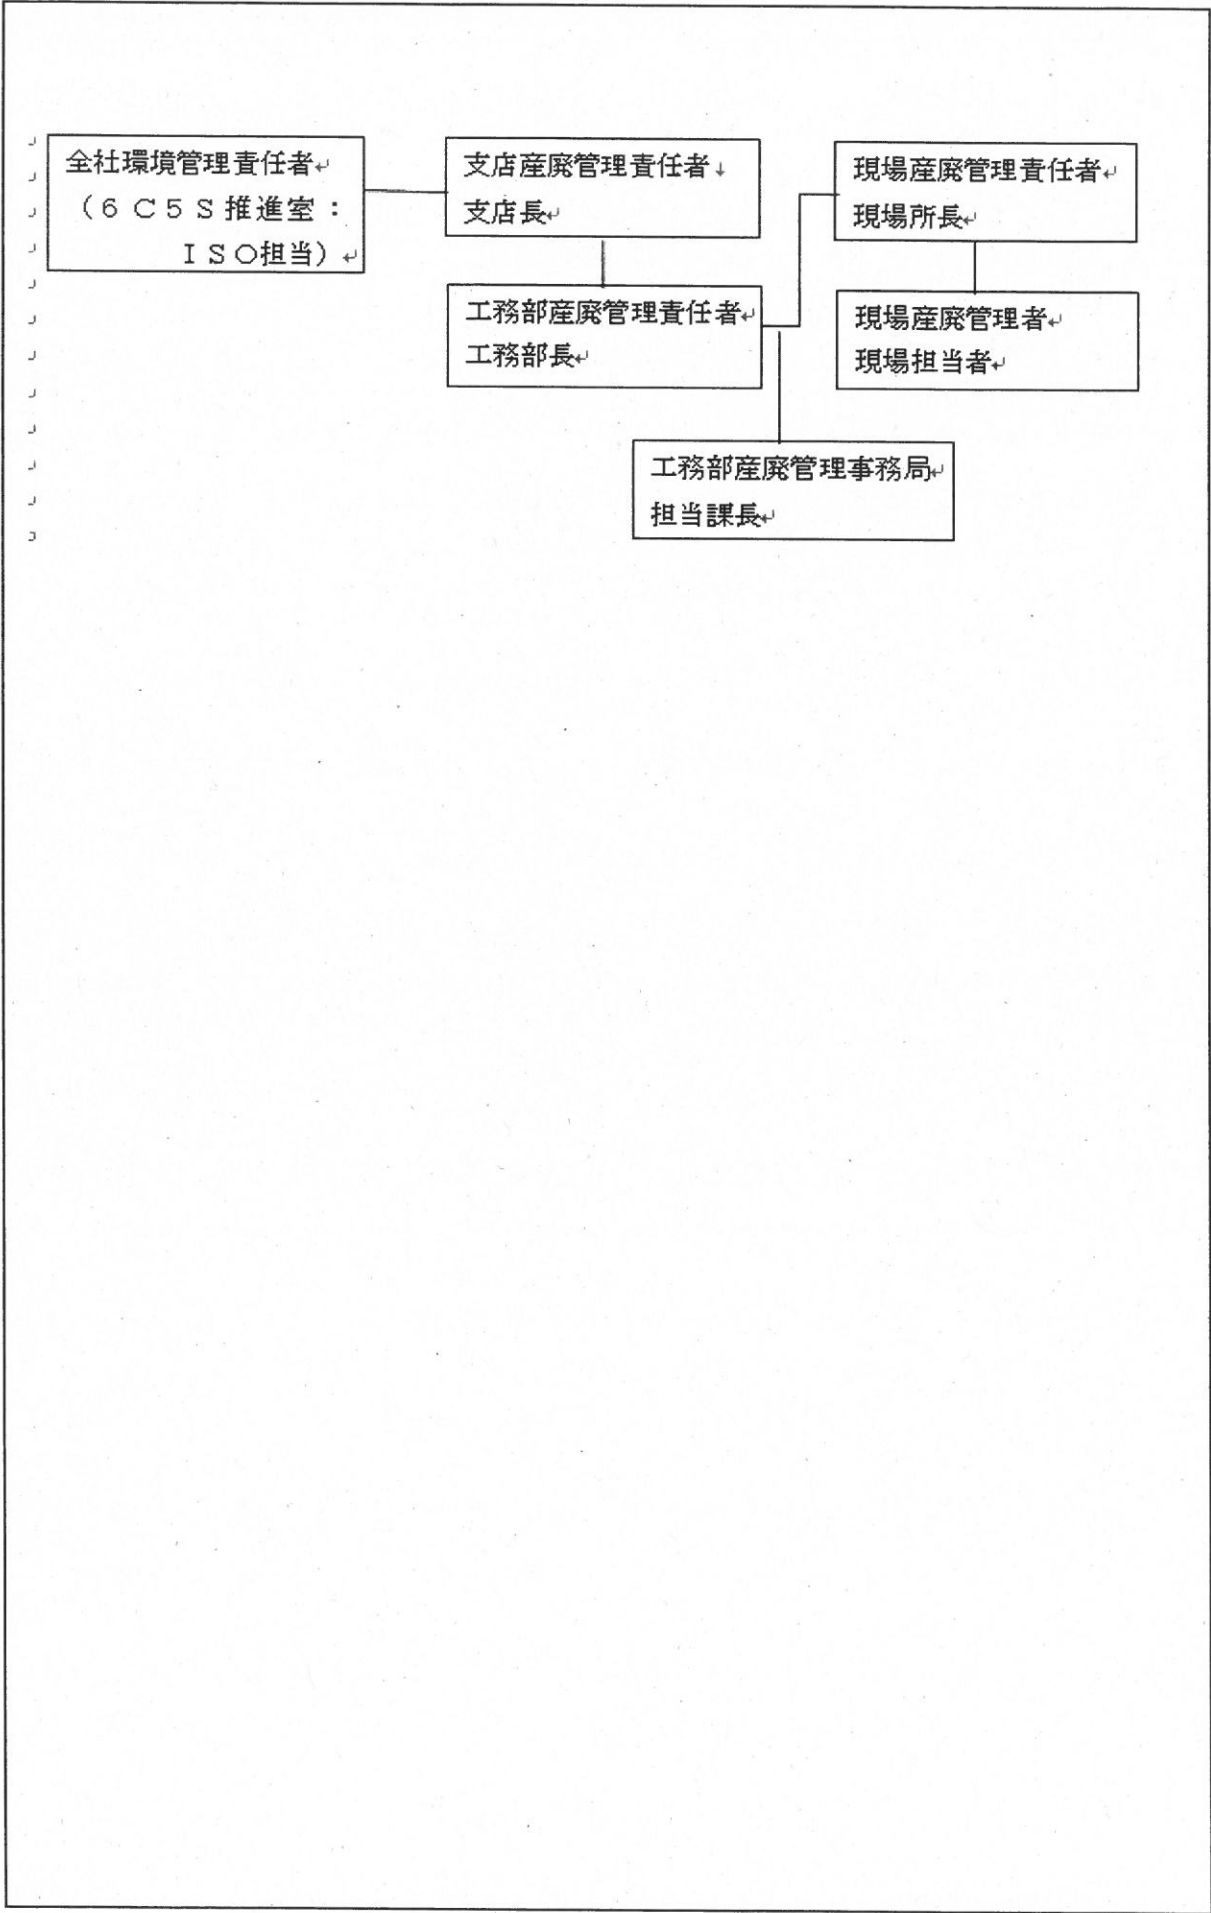 全社環境管理責任者
（６Ｃ５Ｓ推進室：
ＩＳＯ担当）
支店産廃管理責任者
支店長
工務部産廃管理責任者
工務部長
現場産廃管理責任者
現場所長
現場産廃管理者
現場担当者
工務部産廃管理事務局
担当課長